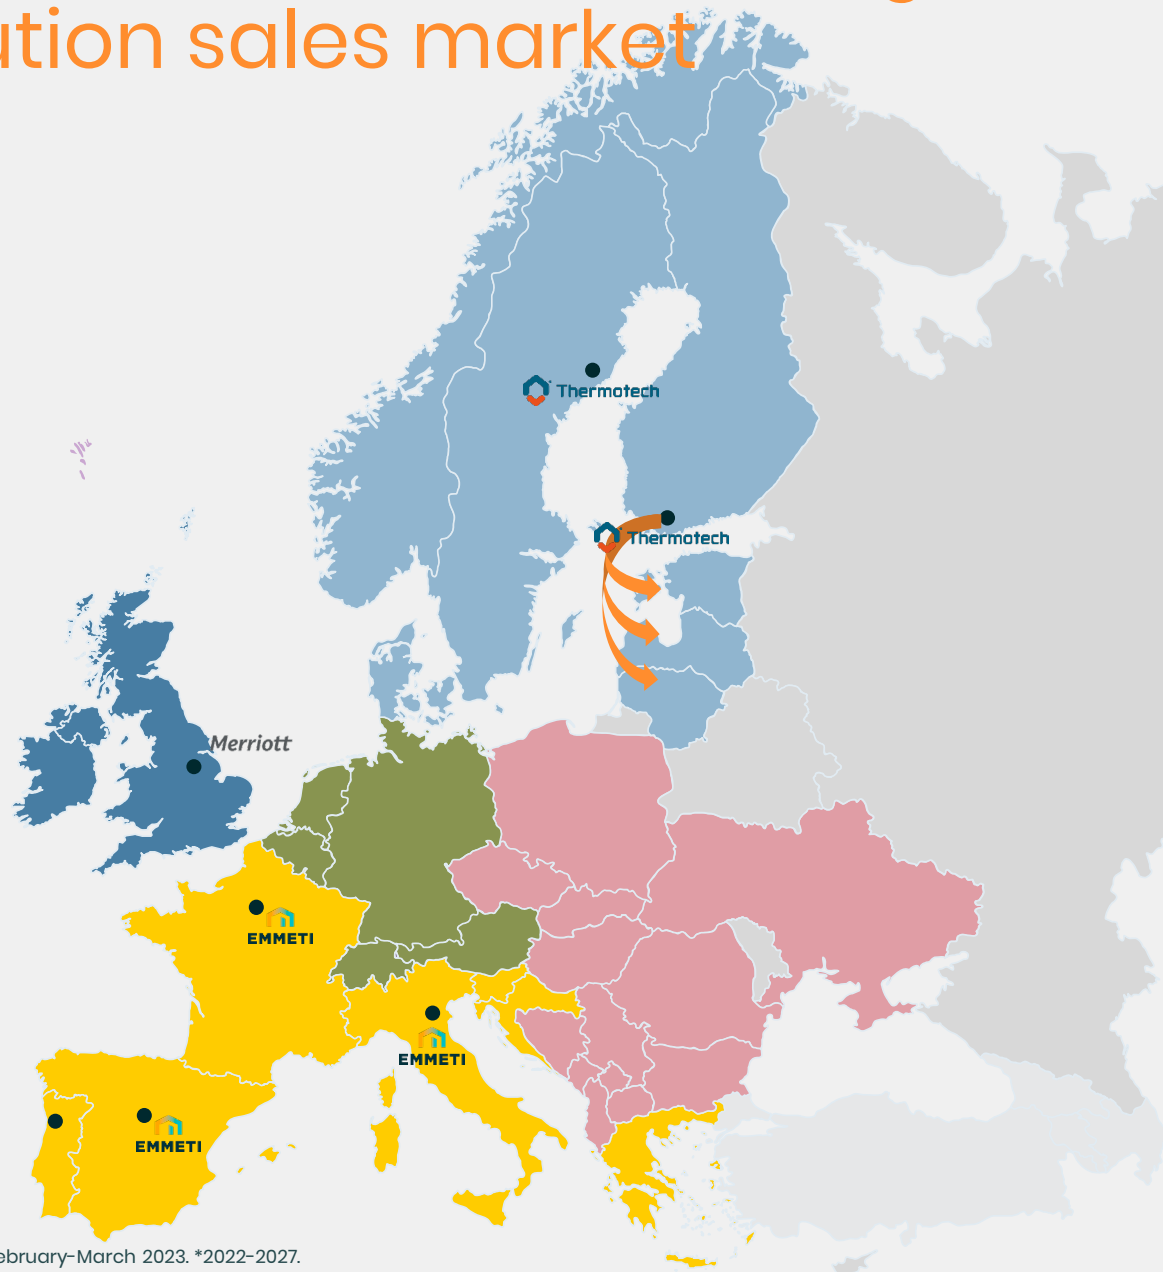 ution sales market
Thermotech
Thermotech
Merriott
EMMETI
EMMETI
EMMETI
ebruary-March 2023. *2022-2027.